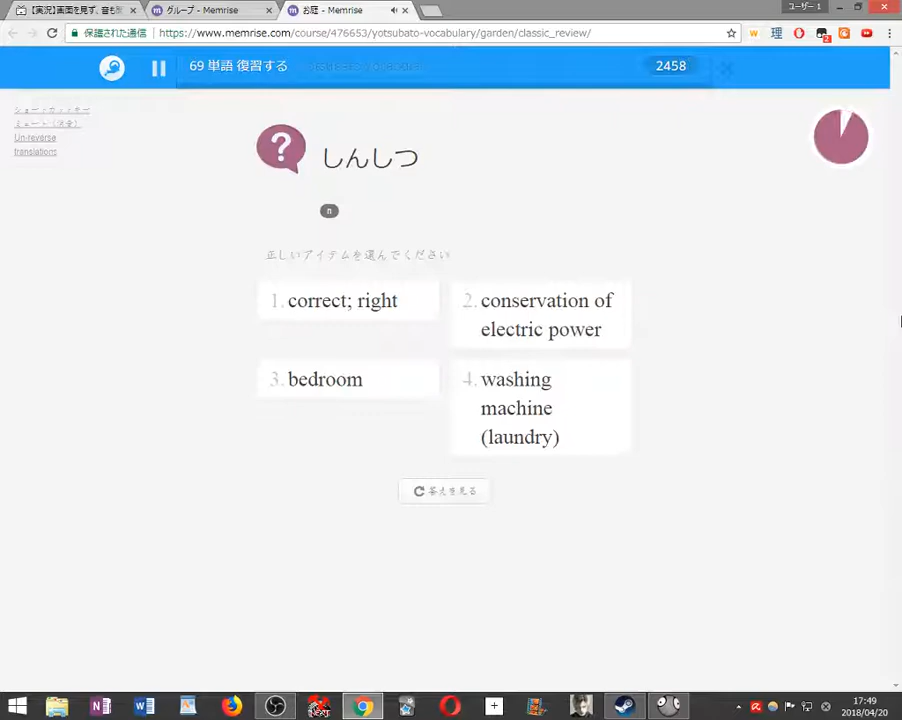 【実況】画面を見ず、音も
グループ - Memrise
お庭 - Memrise
ユーザー 1
保護された通信
https://www.memrise.com/course/476653/yotsubato-vocabulary/garden/classic_review/
69 単語 復習する
2458
ミュート
Un-reverse
translations
しんしつ
n
正しいアイテムを選んでください
1. correct; right
2. conservation of
electric power
3. bedroom
4. washing
machine
(laundry)
答えを見る
17:49
2018/04/20